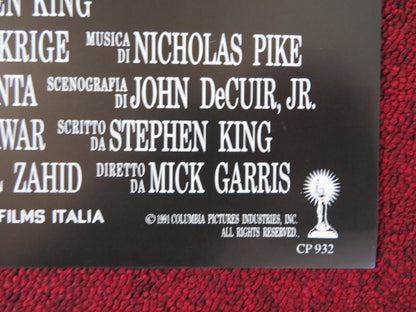 EN KING
KRIGE MUSICA DI NICHOLAS PIKE
NTA SCENOGRAFIA DI JOHN DeCUIR, JR.
WAR SCRITTO DA STEPHEN KING
L ZAHID DIRETTO DA MICK GARRIS
FILMS ITALIA
© 1991 COLUMBIA PICTURES INDUSTRIES, INC.
ALL RIGHTS RESERVED.
CP 932